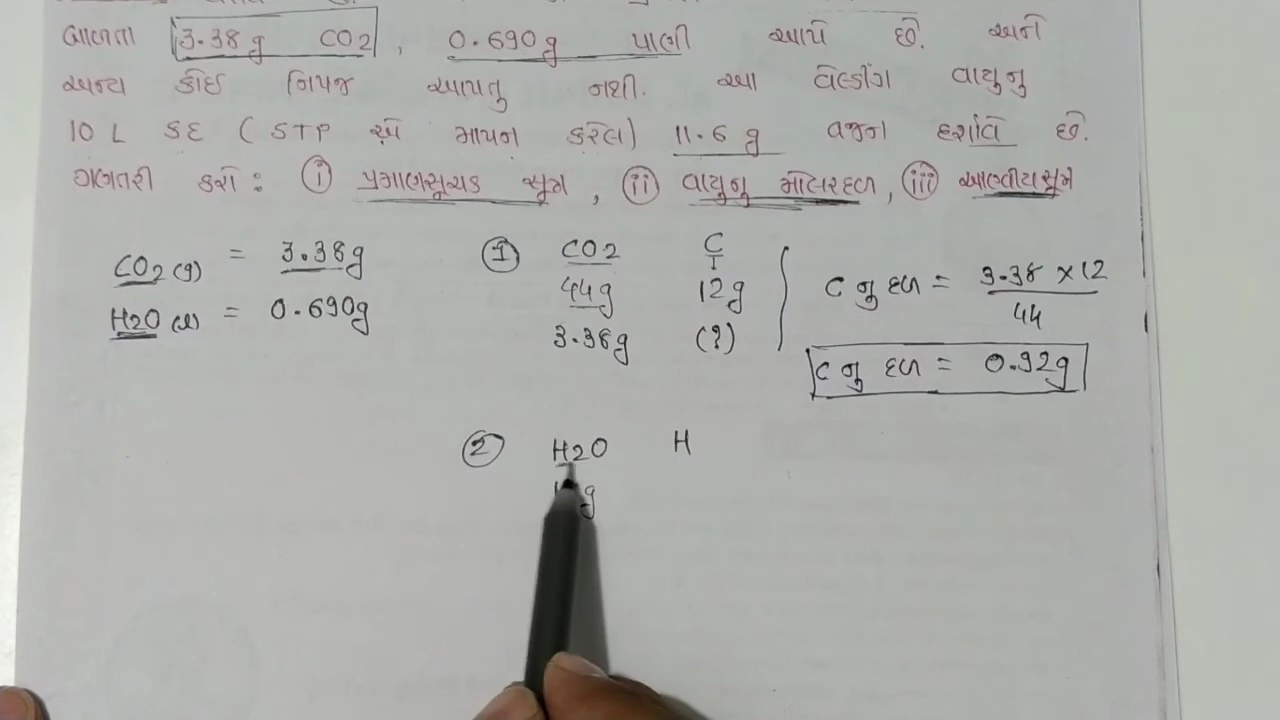 બાળતા 3.38 g CO2 , 0.690 g પાણી આપે છે. અને
અન્ય કોઈ નિપજ આપતુ નથી. આ વેલ્ડીંગ વાયુનુ
10 L કદ ( STP એ માપન કરેલ) 11.6 g વજન દર્શાવે છે.
ગણતરી કરો : (i) પ્રમાણસૂચક સૂત્ર , (ii) વાયુનુ મોલરદળ , (iii) આણ્વીયસૂત્ર
CO2 (g) = 3.38g
H2O (l) = 0.690g
1 CO2 C
44g 12g
3.38g (?)
C નુ દળ = 3.38 × 12
44
C નુ દળ = 0.92g
2 H2O H
g